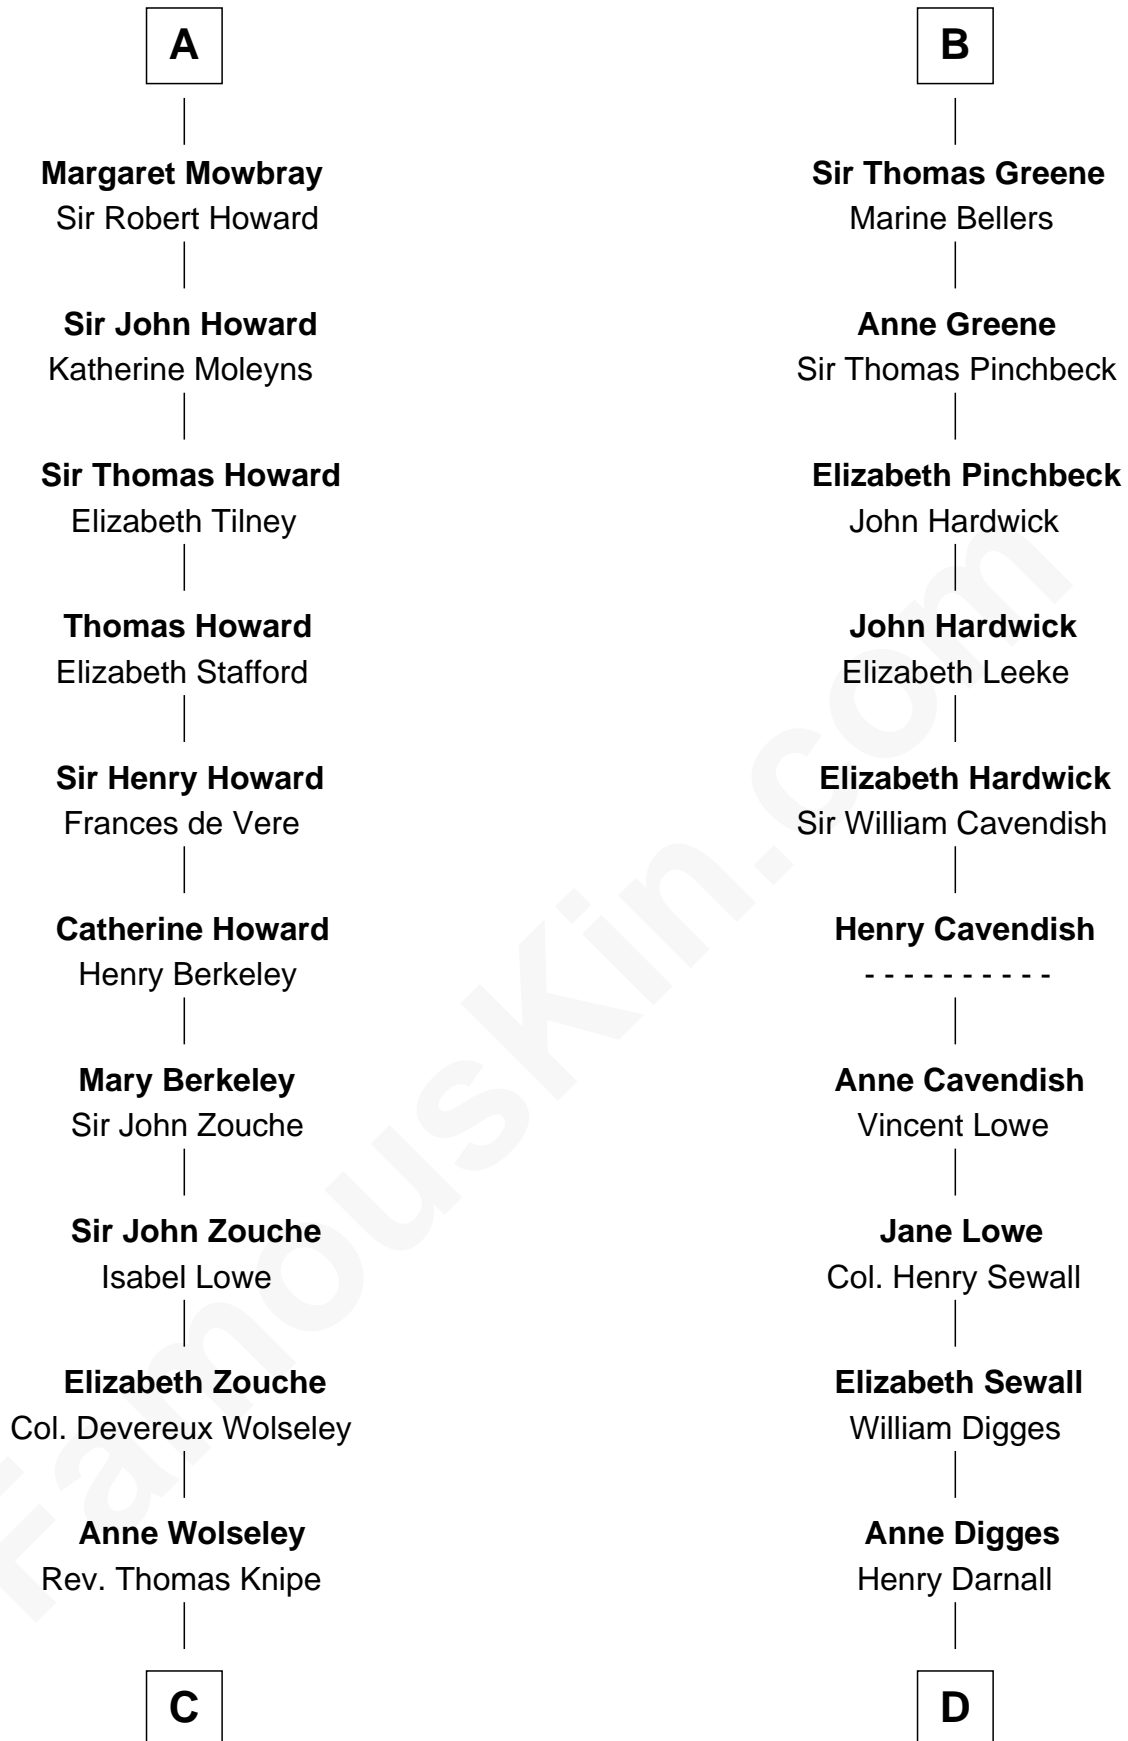 A
Margaret Mowbray
Sir Robert Howard
Sir John Howard
Katherine Moleyns
Sir Thomas Howard
Elizabeth Tilney
Thomas Howard
Elizabeth Stafford
Sir Henry Howard
Frances de Vere
Catherine Howard
Henry Berkeley
Mary Berkeley
Sir John Zouche
Sir John Zouche
Isabel Lowe
Elizabeth Zouche
Col. Devereux Wolseley
Anne Wolseley
Rev. Thomas Knipe
C
B
Sir Thomas Greene
Marine Bellers
Anne Greene
Sir Thomas Pinchbeck
Elizabeth Pinchbeck
John Hardwick
John Hardwick
Elizabeth Leeke
Elizabeth Hardwick
Sir William Cavendish
Henry Cavendish
- - - - - - - - - -
Anne Cavendish
Vincent Lowe
Jane Lowe
Col. Henry Sewall
Elizabeth Sewall
William Digges
Anne Digges
Henry Darnall
D
FamousKin.com